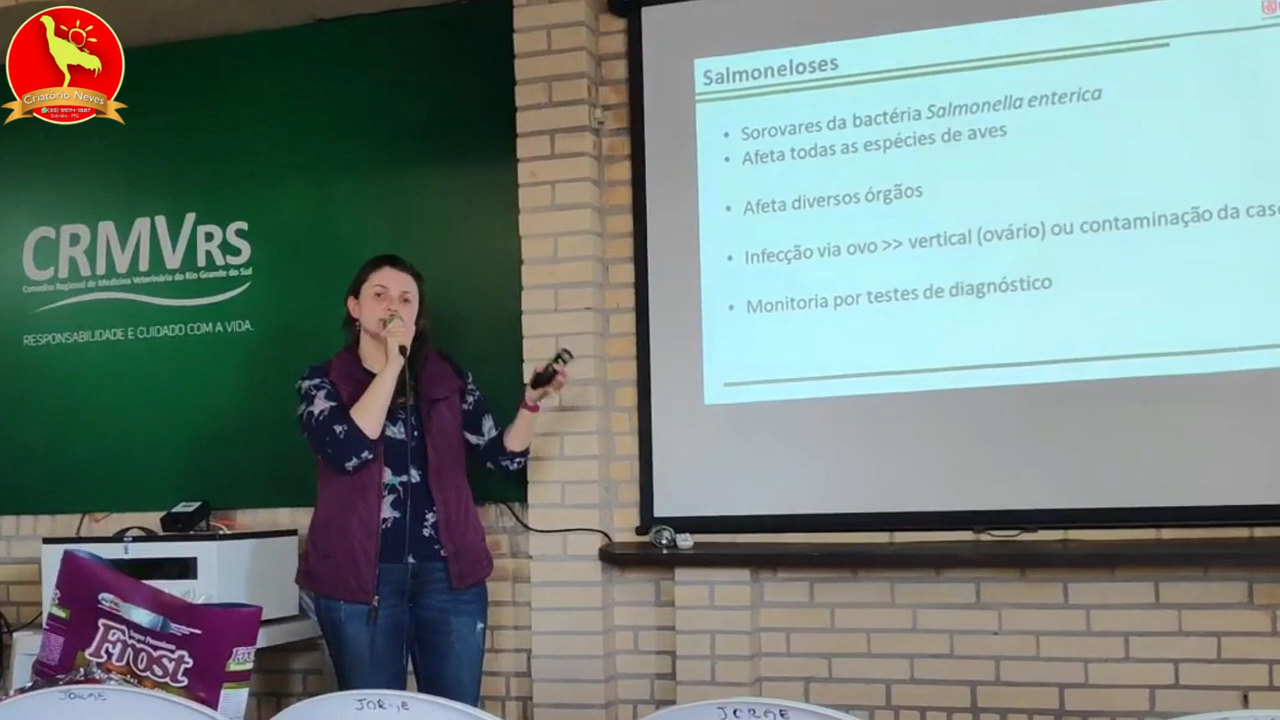 Criatório Neves
Salmoneloses
• Sorovares da bactéria Salmonella enterica
• Afeta todas as espécies de aves
• Afeta diversos órgãos
• Infecção via ovo >> vertical (ovário) ou contaminação da
• Monitoria por testes de diagnóstico
CRMVRS
Conselho Regional de Medicina Veterinária do Rio Grande do Sul
RESPONSABILIDADE E CUIDADO COM A VIDA.
Super Premium
Frost
JORGE
JORGE
JORGE